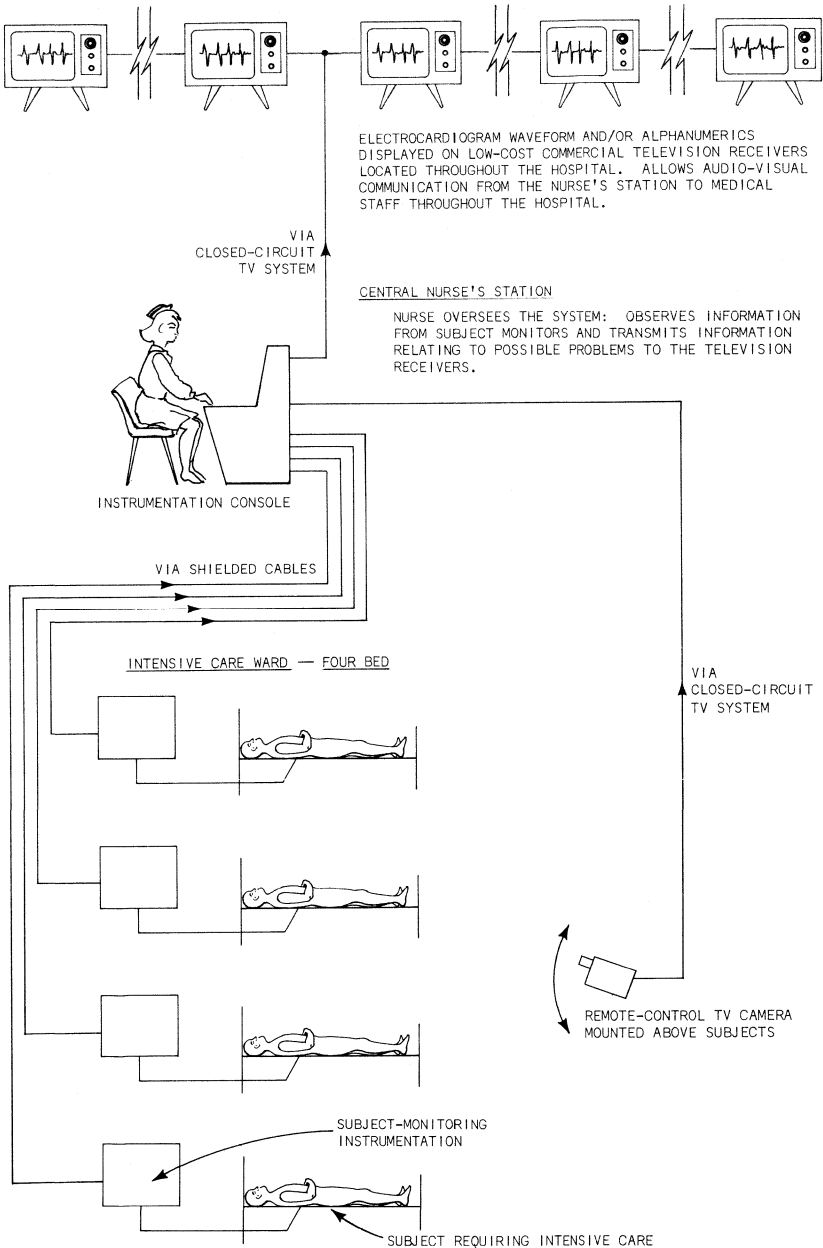 ELECTROCARDIOGRAM WAVEFORM AND/OR ALPHANUMERICS
DISPLAYED ON LOW-COST COMMERCIAL TELEVISION RECEIVERS
LOCATED THROUGHOUT THE HOSPITAL. ALLOWS AUDIO-VISUAL
COMMUNICATION FROM THE NURSE'S STATION TO MEDICAL
STAFF THROUGHOUT THE HOSPITAL.
VIA
CLOSED-CIRCUIT
TV SYSTEM
CENTRAL NURSE'S STATION
NURSE OVERSEES THE SYSTEM: OBSERVES INFORMATION
FROM SUBJECT MONITORS AND TRANSMITS INFORMATION
RELATING TO POSSIBLE PROBLEMS TO THE TELEVISION
RECEIVERS.
INSTRUMENTATION CONSOLE
VIA SHIELDED CABLES
INTENSIVE CARE WARD — FOUR BED
VIA
CLOSED-CIRCUIT
TV SYSTEM
REMOTE-CONTROL TV CAMERA
MOUNTED ABOVE SUBJECTS
SUBJECT-MONITORING
INSTRUMENTATION
SUBJECT REQUIRING INTENSIVE CARE